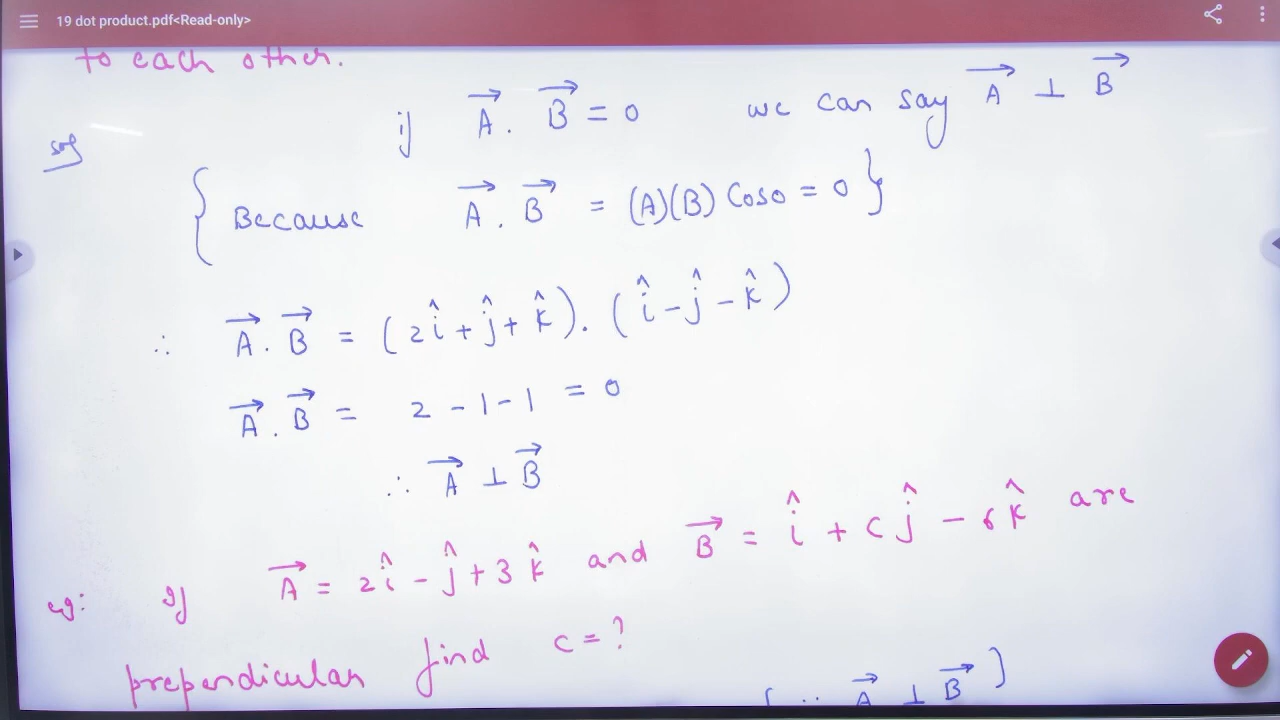 19 dot product.pdf<Read-only>
to each other.
sol if A⃗ . B⃗ = 0 we can say A⃗ ⊥ B⃗
{ Because A⃗ . B⃗ = (A)(B) Cos0 = 0 }
∴ A⃗ . B⃗ = (2î + ĵ + k̂) . (î - ĵ - k̂)
A⃗ . B⃗ = 2 - 1 - 1 = 0
∴ A⃗ ⊥ B⃗
eg: If A⃗ = 2î - ĵ + 3k̂ and B⃗ = î + cĵ - 6k̂ are
prependicular find c = ?
[ ∵ A⃗ ⊥ B⃗ ]